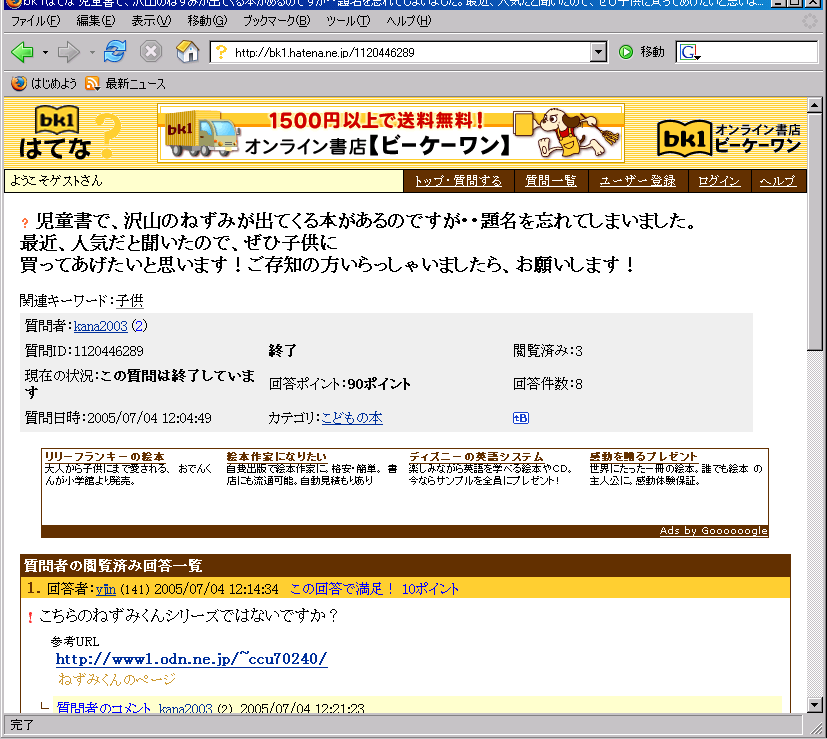 bk1はてな 児童書で、沢山のねずみが出てくる本があるのですが・・題名を忘れてしまいました。最近、人気だと聞いたので、ぜひ子供に買ってあげたいと思いま...
ファイル(F) 編集(E) 表示(V) 移動(G) ブックマーク(B) ツール(T) ヘルプ(H)
http://bk1.hatena.ne.jp/1120446289 移動 G
はじめよう 最新ニュース
bk1 はてな?
bk1 1500円以上で送料無料! オンライン書店【ビーケーワン】
bk1 オンライン書店 ビーケーワン
ようこそゲストさん トップ・質問する 質問一覧 ユーザー登録 ログイン ヘルプ
? 児童書で、沢山のねずみが出てくる本があるのですが・・題名を忘れてしまいました。
最近、人気だと聞いたので、ぜひ子供に
買ってあげたいと思います！ご存知の方いらっしゃいましたら、お願いします！
関連キーワード：子供
質問者：kana2003 (2)
質問ID：1120446289 終了 閲覧済み：3
現在の状況：この質問は終了していま
す 回答ポイント：90ポイント 回答件数：8
質問日時：2005/07/04 12:04:49 カテゴリ：こどもの本 B
リリーフランキーの絵本
大人から子供にまで愛される、 おでんく
んが小学館より発売。
絵本作家になりたい
自費出版で絵本作家に。格安・簡単。 書
店にも流通可能。自動見積もりあり
ディズニーの英語システム
楽しみながら英語を学べる絵本やCD。
今ならサンプルを全員にプレゼント!
感動を贈るプレゼント
世界にたった一冊の絵本。誰でも絵本 の
主人公に。感動体験保証。
Ads by Goooooogle
質問者の閲覧済み回答一覧
1. 回答者：yjin (141) 2005/07/04 12:14:34 この回答で満足！ 10ポイント
! こちらのねずみくんシリーズではないですか？
参考URL
http://www1.odn.ne.jp/~ccu70240/
ねずみくんのページ
質問者のコメント kana2003 (2) 2005/07/04 12:21:23
完了